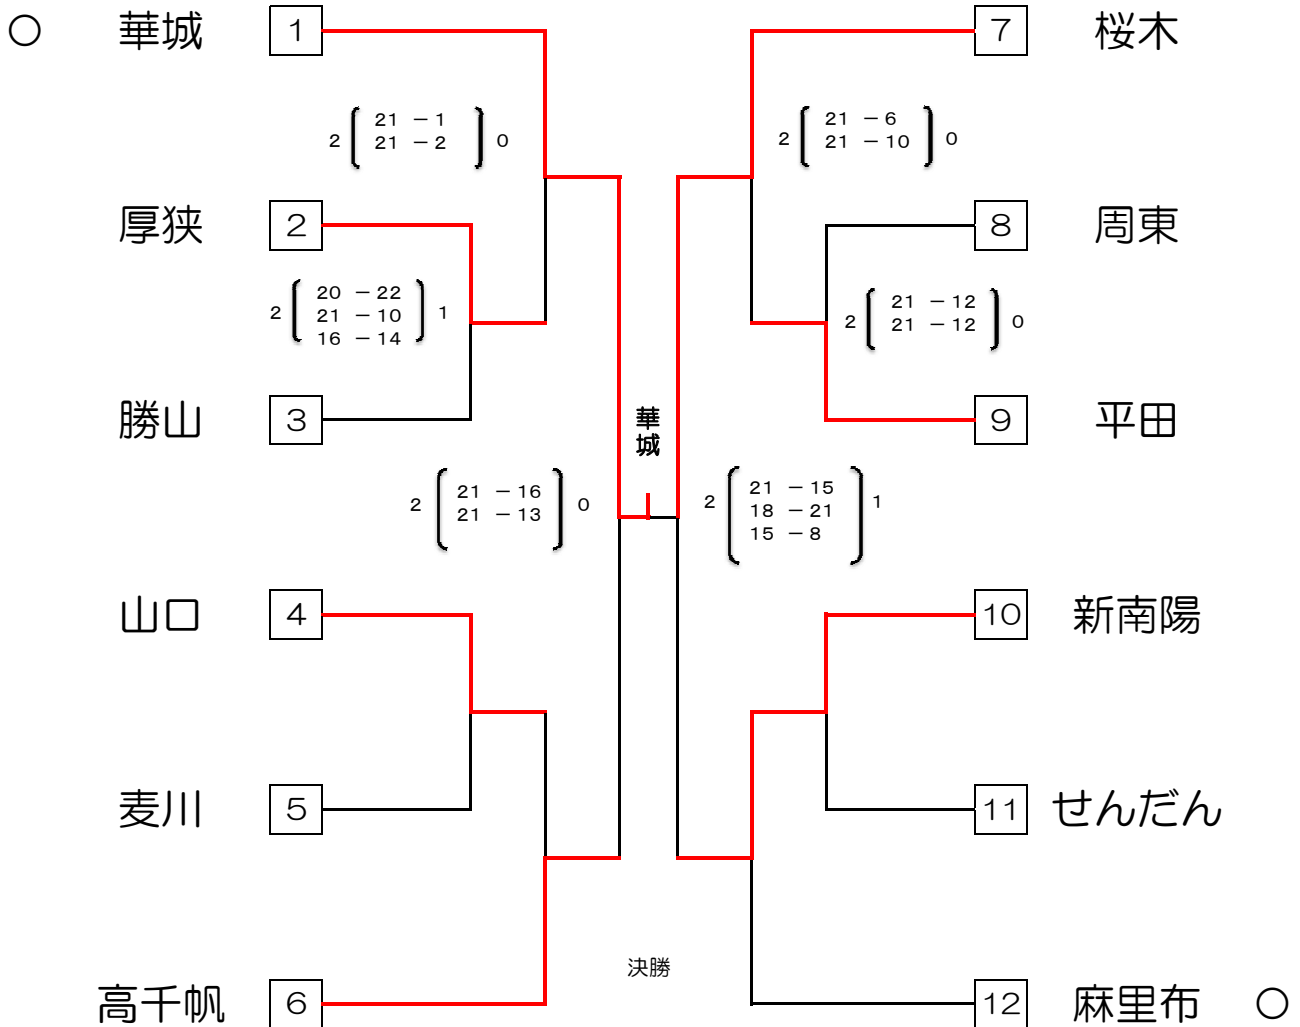 ○ 華城 1
7 桜木
2 21 － 1 0
21 － 2
2 21 － 6 0
21 － 10
厚狭 2
8 周東
2 20 － 22 1
21 － 10
16 － 14
2 21 － 12 0
21 － 12
勝山 3
華城
9 平田
2 21 － 16 0
21 － 13
2 21 － 15 1
18 － 21
15 － 8
山口 4
10 新南陽
麦川 5
11 せんだん
決勝
高千帆 6
12 麻里布 ○